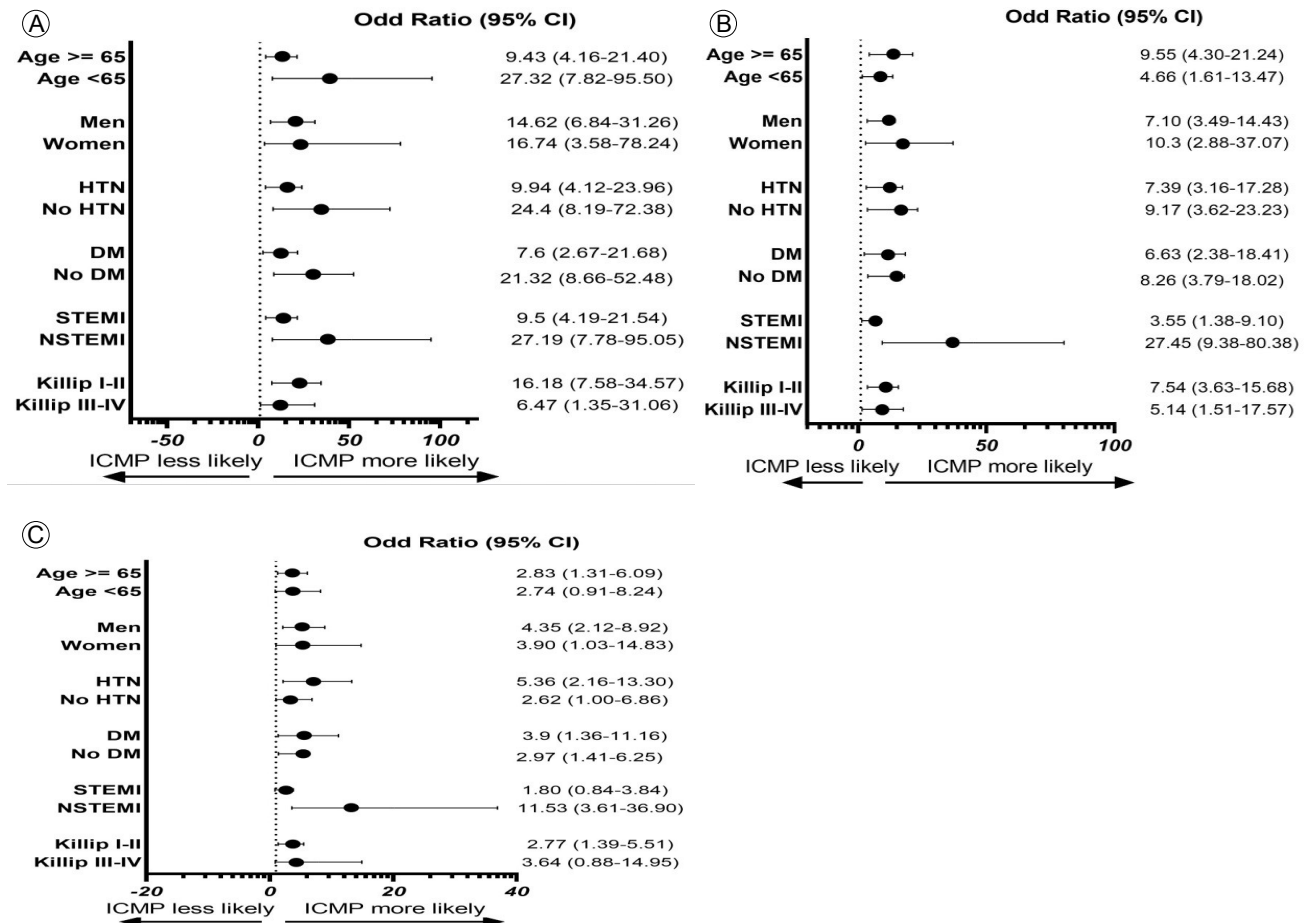 A
Odd Ratio (95% CI)
Age >= 65 9.43 (4.16-21.40)
Age <65 27.32 (7.82-95.50)
Men 14.62 (6.84-31.26)
Women 16.74 (3.58-78.24)
HTN 9.94 (4.12-23.96)
No HTN 24.4 (8.19-72.38)
DM 7.6 (2.67-21.68)
No DM 21.32 (8.66-52.48)
STEMI 9.5 (4.19-21.54)
NSTEMI 27.19 (7.78-95.05)
Killip I-II 16.18 (7.58-34.57)
Killip III-IV 6.47 (1.35-31.06)
-50 0 50 100
ICMP less likely ICMP more likely
B
Odd Ratio (95% CI)
Age >= 65 9.55 (4.30-21.24)
Age <65 4.66 (1.61-13.47)
Men 7.10 (3.49-14.43)
Women 10.3 (2.88-37.07)
HTN 7.39 (3.16-17.28)
No HTN 9.17 (3.62-23.23)
DM 6.63 (2.38-18.41)
No DM 8.26 (3.79-18.02)
STEMI 3.55 (1.38-9.10)
NSTEMI 27.45 (9.38-80.38)
Killip I-II 7.54 (3.63-15.68)
Killip III-IV 5.14 (1.51-17.57)
0 50 100
ICMP less likely ICMP more likely
C
Odd Ratio (95% CI)
Age >= 65 2.83 (1.31-6.09)
Age <65 2.74 (0.91-8.24)
Men 4.35 (2.12-8.92)
Women 3.90 (1.03-14.83)
HTN 5.36 (2.16-13.30)
No HTN 2.62 (1.00-6.86)
DM 3.9 (1.36-11.16)
No DM 2.97 (1.41-6.25)
STEMI 1.80 (0.84-3.84)
NSTEMI 11.53 (3.61-36.90)
Killip I-II 2.77 (1.39-5.51)
Killip III-IV 3.64 (0.88-14.95)
-20 0 20 40
ICMP less likely ICMP more likely